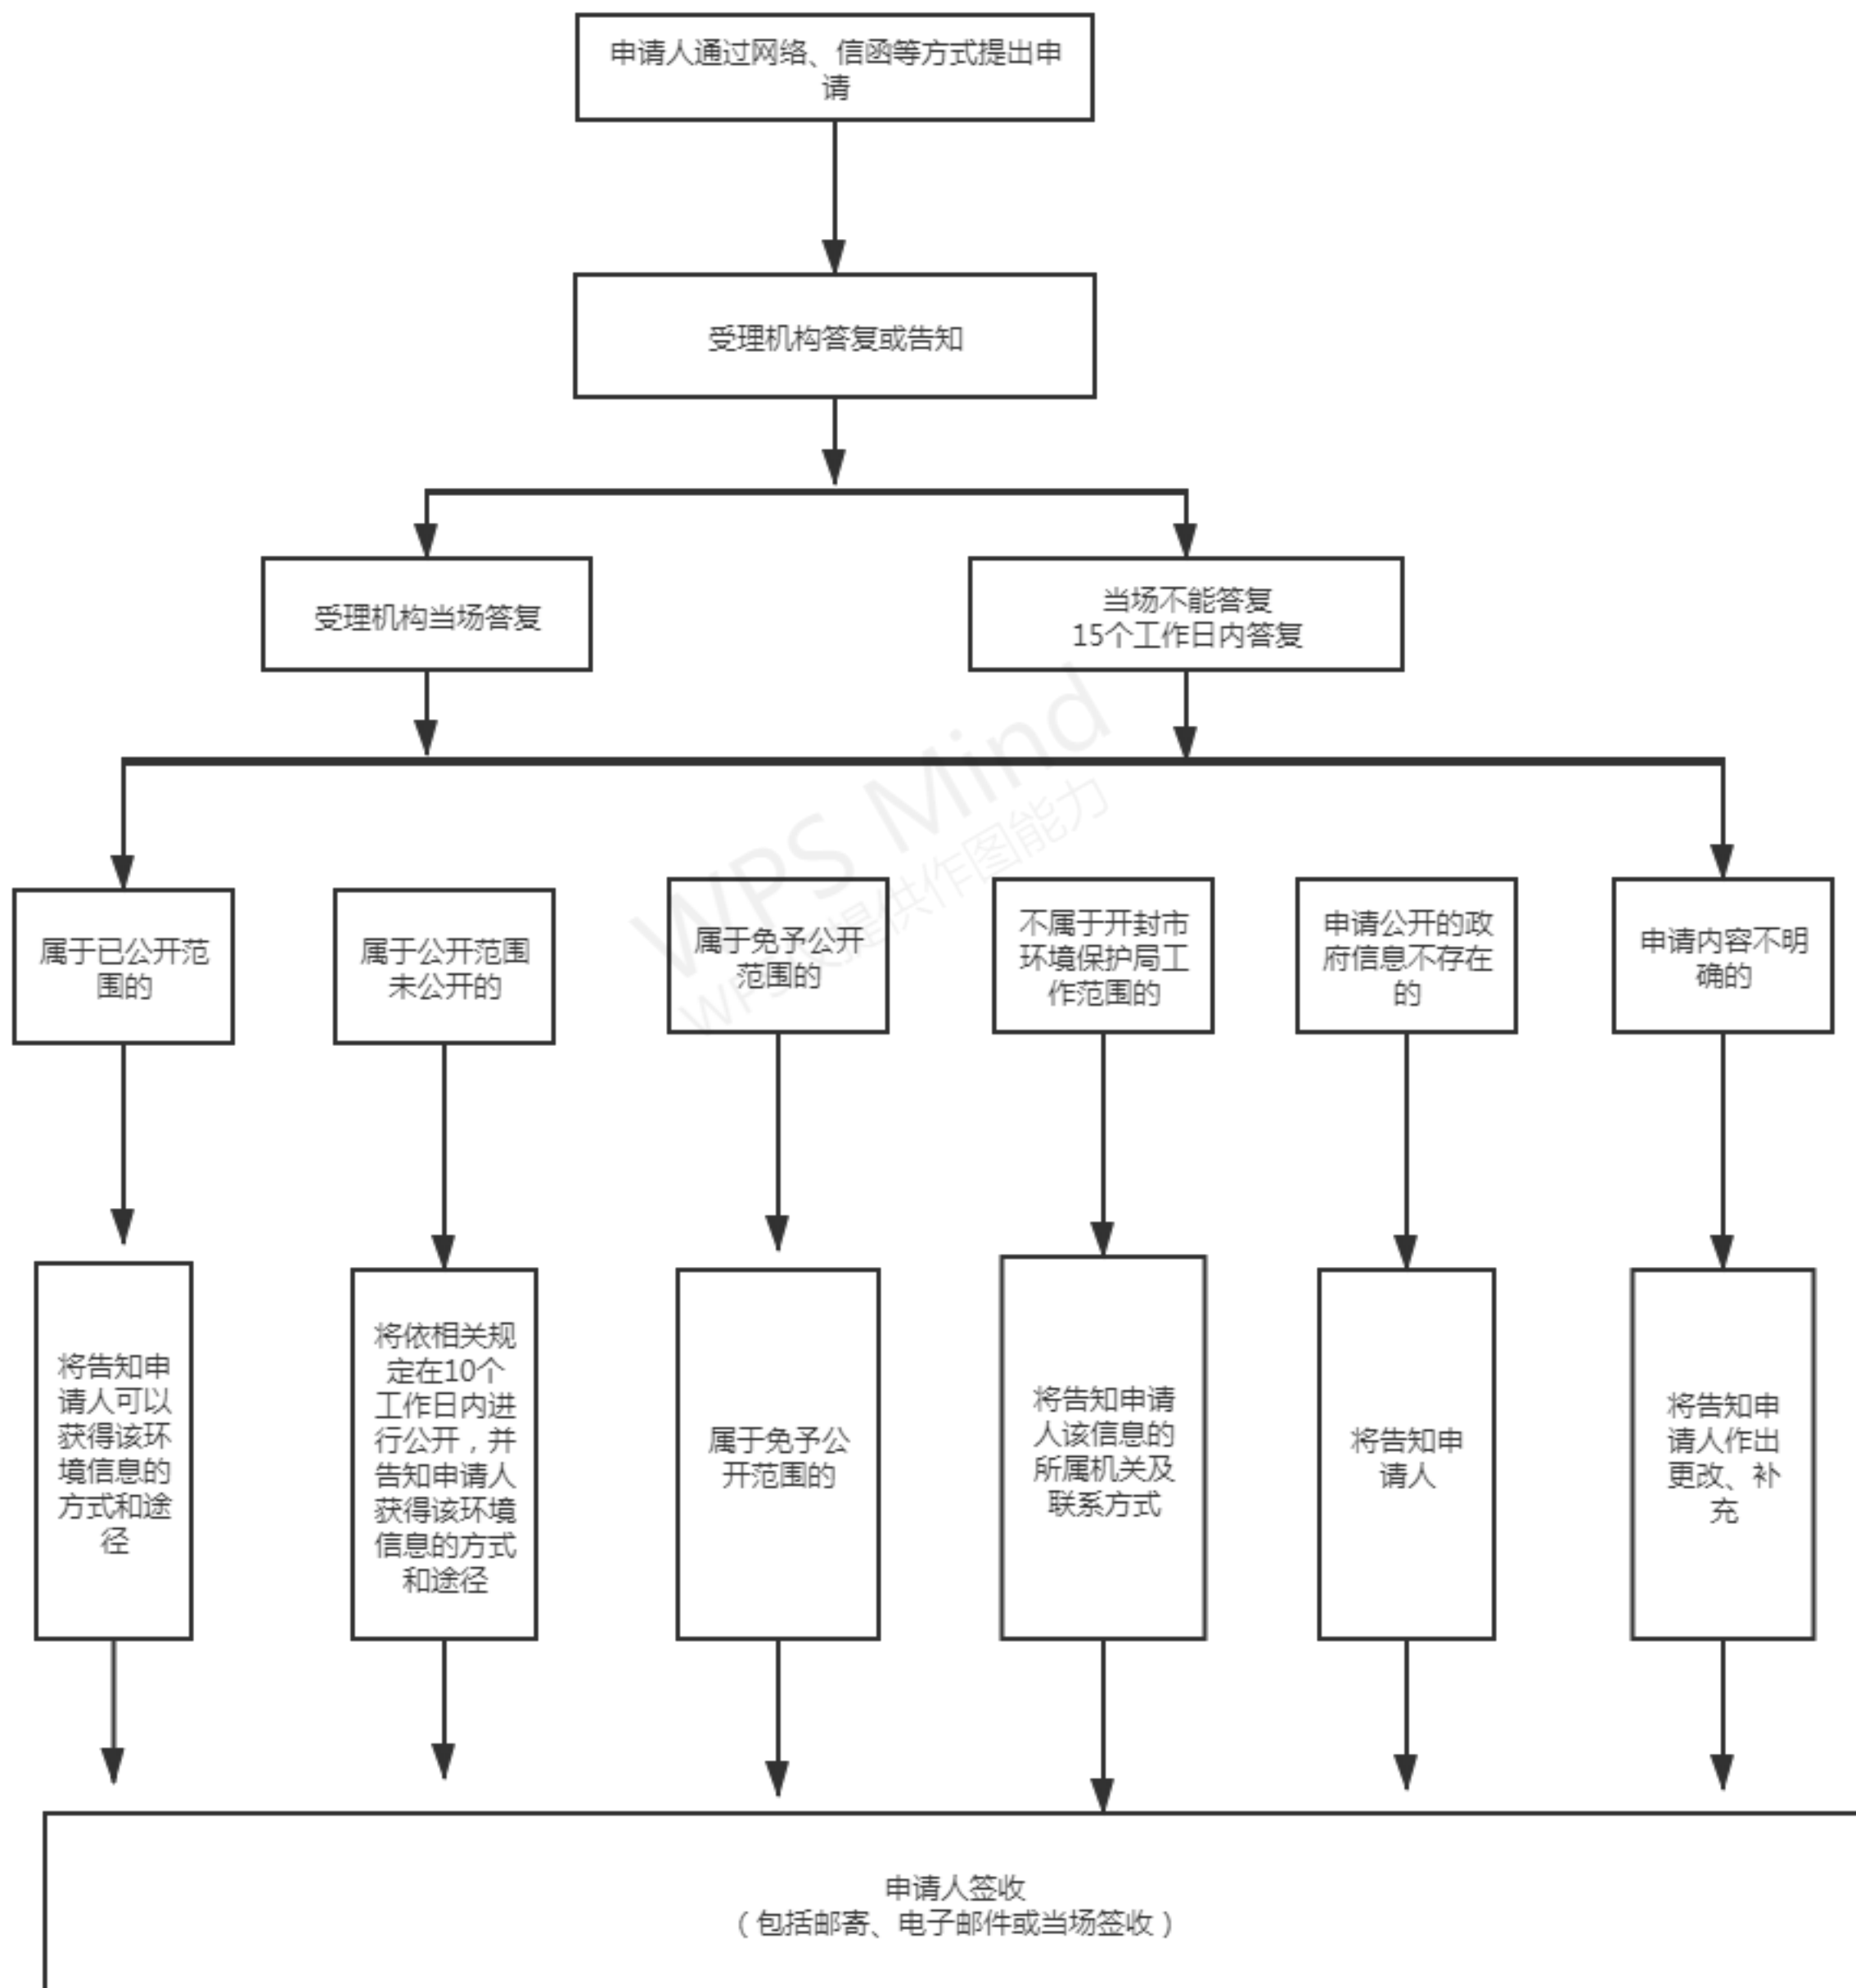 申请人通过网络、信函等方式提出申
请
受理机构答复或告知
受理机构当场答复
当场不能答复
15个工作日内答复
属于已公开范
围的
属于公开范围
未公开的
属于免予公开
范围的
不属于开封市
环境保护局工
作范围的
申请公开的政
府信息不存在
的
申请内容不明
确的
将告知申
请人可以
获得该环
境信息的
方式和途
径
将依相关规
定在10个
工作日内进
行公开，并
告知申请人
获得该环境
信息的方式
和途径
属于免予公
开范围的
将告知申请
人该信息的
所属机关及
联系方式
将告知申
请人
将告知申
请人作出
更改、补
充
申请人签收
（包括邮寄、电子邮件或当场签收）
WPS Mind